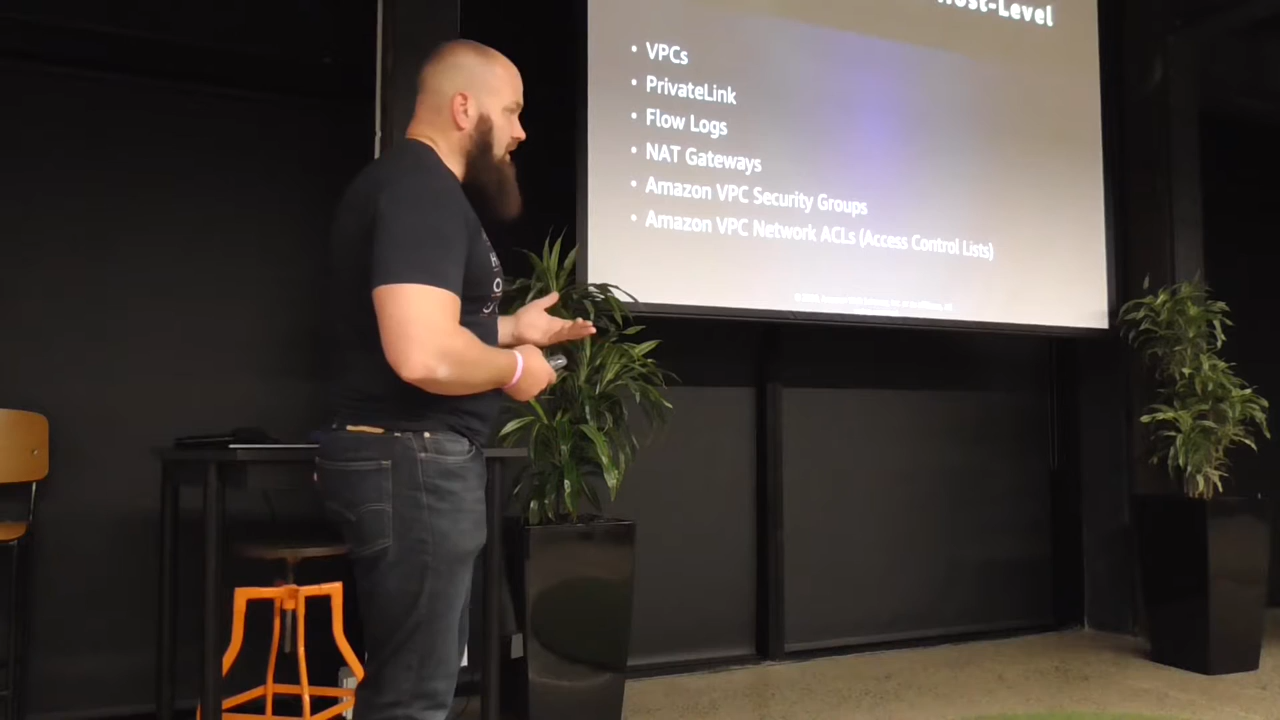 Host-Level
• VPCs
• PrivateLink
• Flow Logs
• NAT Gateways
• Amazon VPC Security Groups
• Amazon VPC Network ACLs (Access Control Lists)